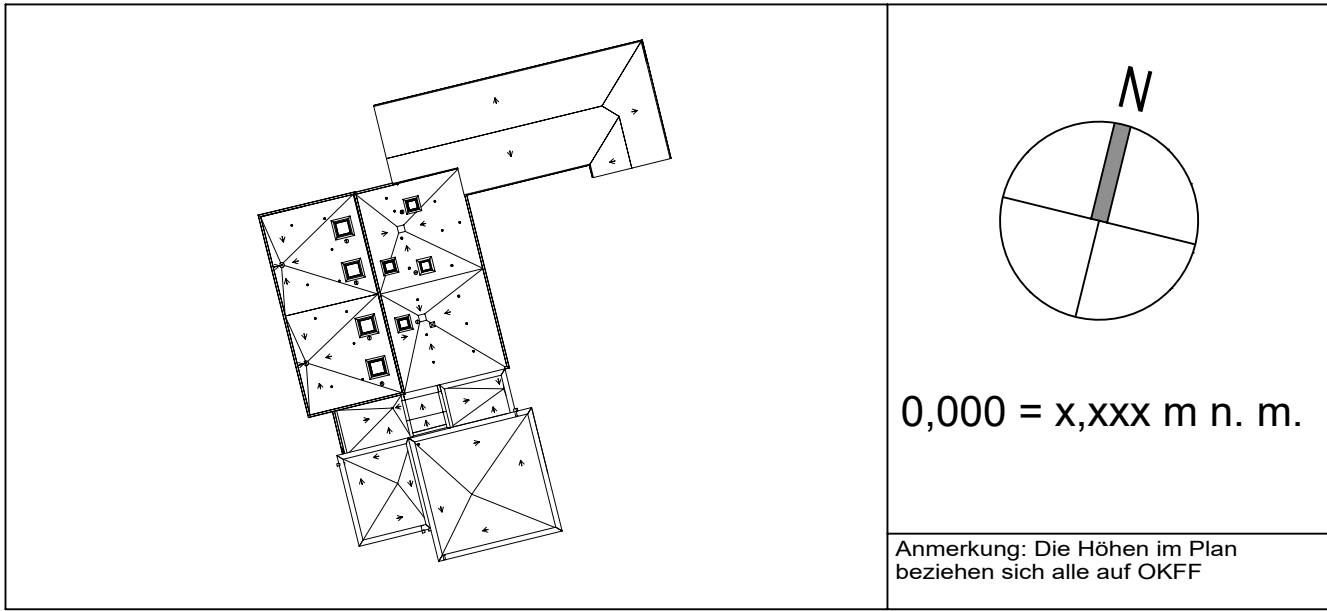 N
0,000 = x,xxx m n. m.
Anmerkung: Die Höhen im Plan
beziehen sich alle auf OKFF